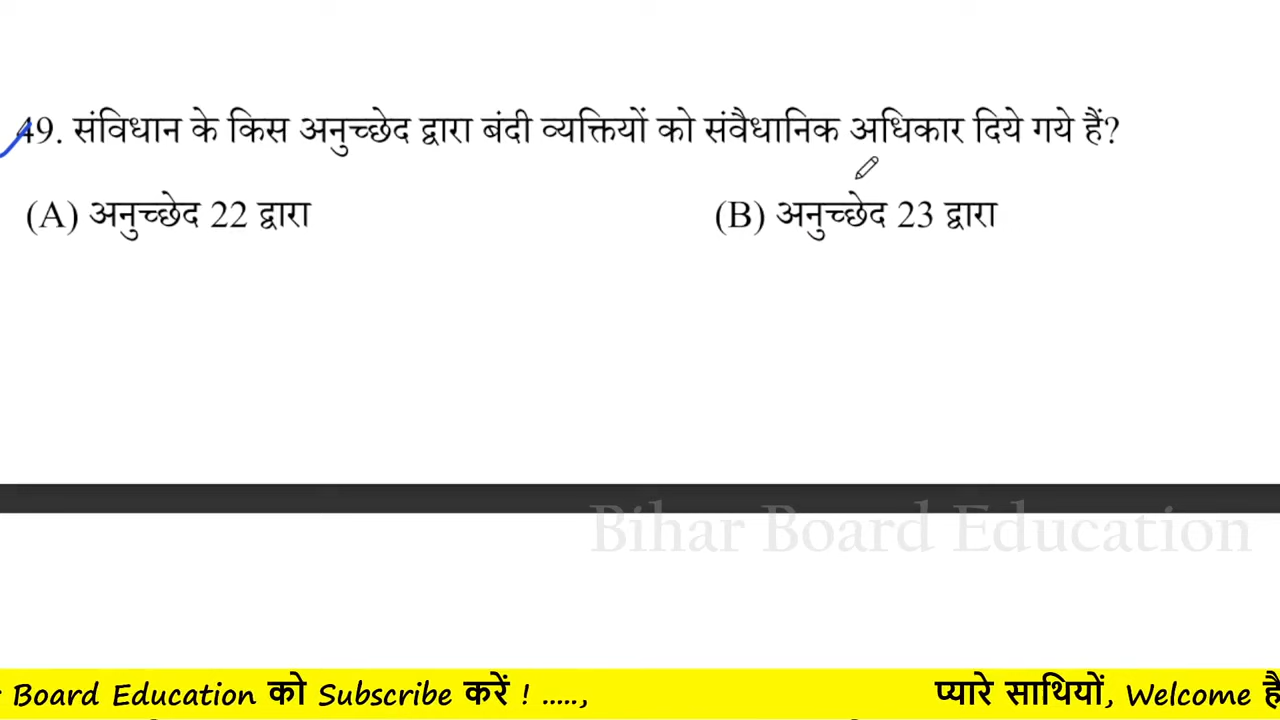 49. संविधान के किस अनुच्छेद द्वारा बंदी व्यक्तियों को संवैधानिक अधिकार दिये गये हैं?
(A) अनुच्छेद 22 द्वारा (B) अनुच्छेद 23 द्वारा
Bihar Board Education
Board Education को Subscribe करें ! ....., प्यारे साथियों, Welcome है